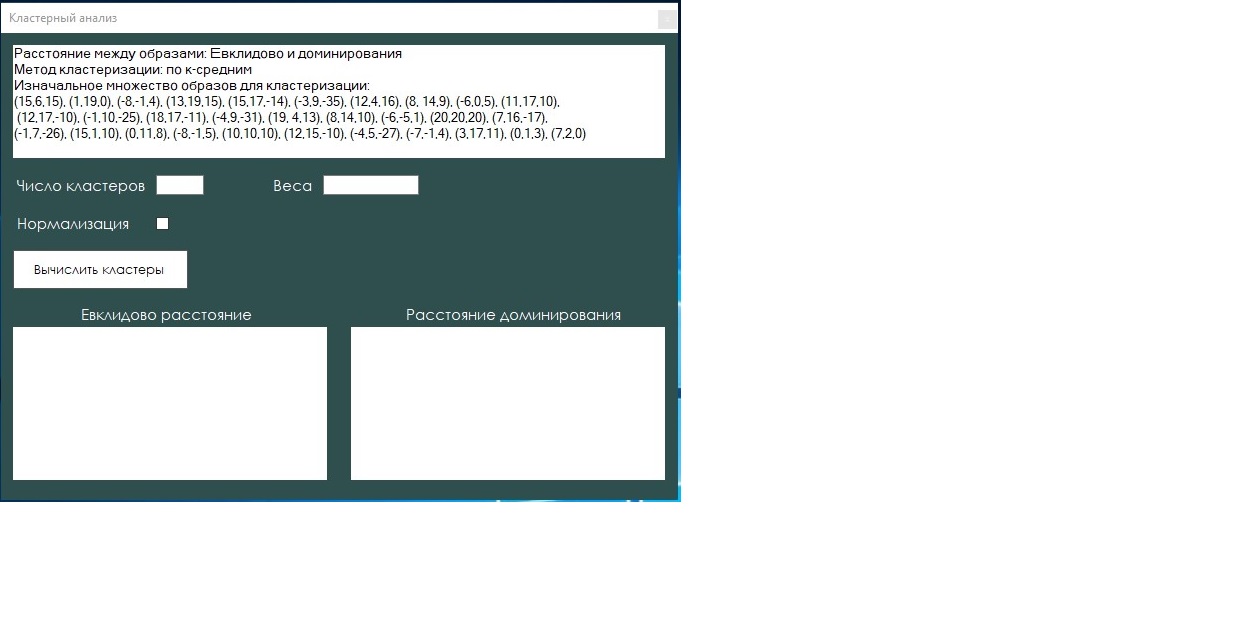 Кластерный анализ
Расстояние между образами: Евклидово и доминирования
Метод кластеризации: по к-средним
Изначальное множество образов для кластеризации:
(15,6,15), (1,19,0), (-8,-1,4), (13,19,15), (15,17,-14), (-3,9,-35), (12,4,16), (8, 14,9), (-6,0,5), (11,17,10),
(12,17,-10), (-1,10,-25), (18,17,-11), (-4,9,-31), (19, 4,13), (8,14,10), (-6,-5,1), (20,20,20), (7,16,-17),
(-1,7,-26), (15,1,10), (0,11,8), (-8,-1,5), (10,10,10), (12,15,-10), (-4,5,-27), (-7,-1,4), (3,17,11), (0,1,3), (7,2,0)
Число кластеров Веса
Нормализация
Вычислить кластеры
Евклидово расстояние Расстояние доминирования